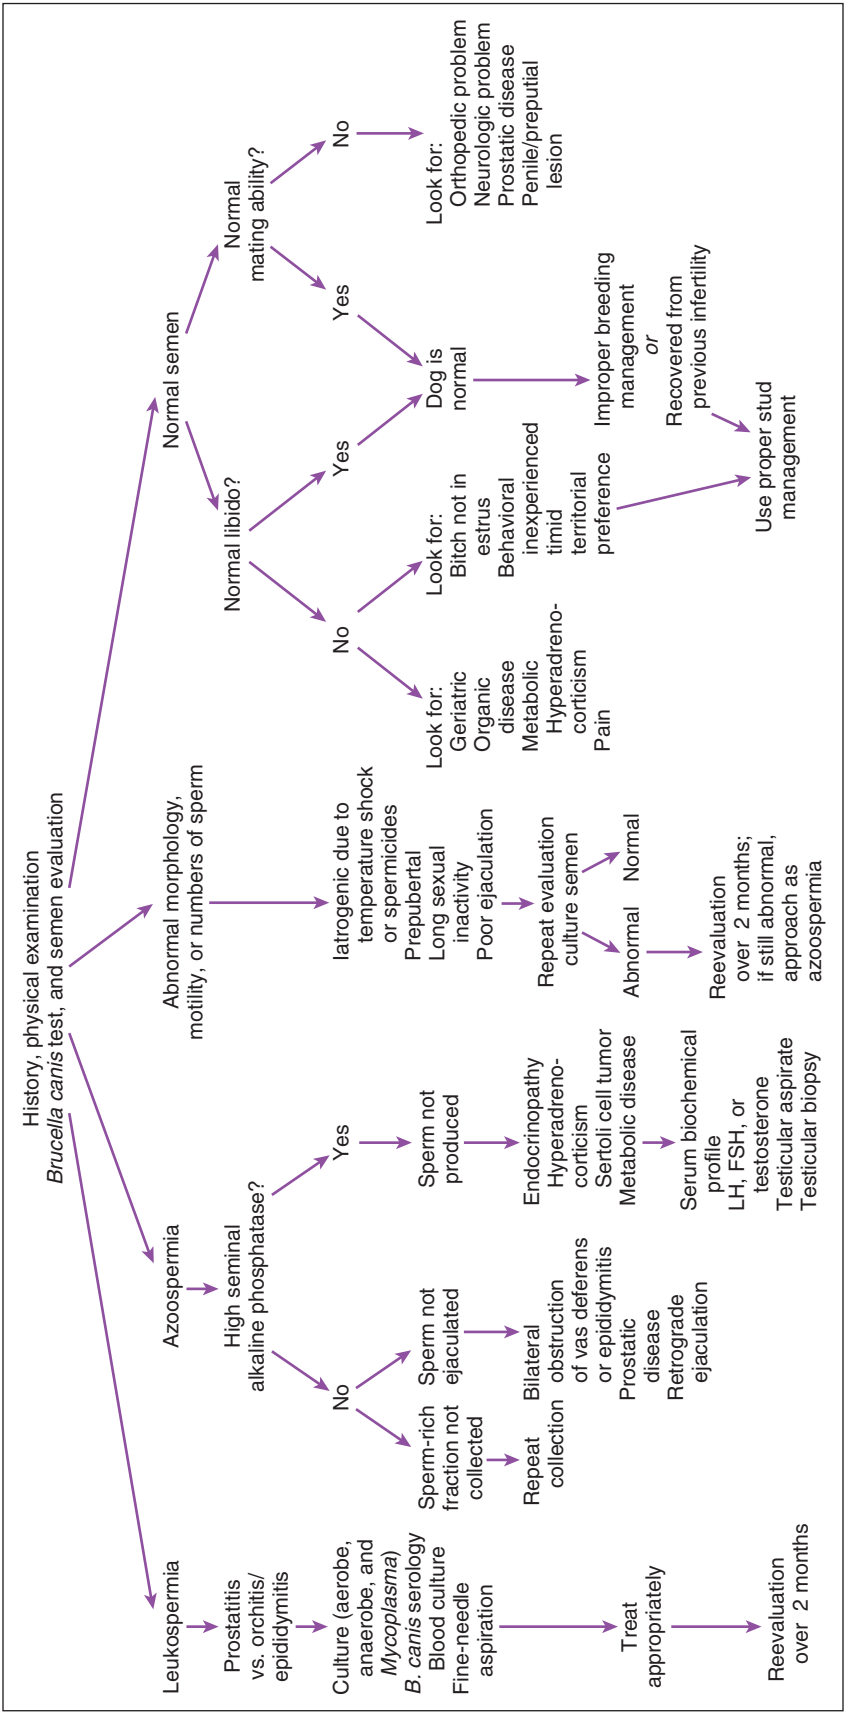 History, physical examination
Brucella canis test, and semen evaluation
Leukospermia
Prostatitis
vs. orchitis/
epididymitis
Culture (aerobe,
anaerobe, and
Mycoplasma)
B. canis serology
Blood culture
Fine-needle
aspiration
Treat
appropriately
Reevaluation
over 2 months
Azoospermia
High seminal
alkaline phosphatase?
No
Sperm-rich
fraction not
collected
Repeat
collection
Sperm not
ejaculated
Bilateral
obstruction
of vas deferens
or epididymitis
Prostatic
disease
Retrograde
ejaculation
Yes
Sperm not
produced
Endocrinopathy
Hyperadreno-
corticism
Sertoli cell tumor
Metabolic disease
Serum biochemical
profile
LH, FSH, or
testosterone
Testicular aspirate
Testicular biopsy
Abnormal morphology,
motility, or numbers of sperm
Iatrogenic due to
temperature shock
or spermicides
Prepubertal
Long sexual
inactivity
Poor ejaculation
Repeat evaluation
culture semen
Abnormal
Normal
Reevaluation
over 2 months;
if still abnormal,
approach as
azoospermia
Normal semen
Normal libido?
No
Look for:
Geriatric
Organic
disease
Metabolic
Hyperadreno-
corticism
Pain
Look for:
Bitch not in
estrus
Behavioral
inexperienced
timid
territorial
preference
Yes
Normal
mating ability?
Yes
Dog is
normal
Improper breeding
management
or
Recovered from
previous infertility
Use proper stud
management
No
Look for:
Orthopedic problem
Neurologic problem
Prostatic disease
Penile/preputial
lesion